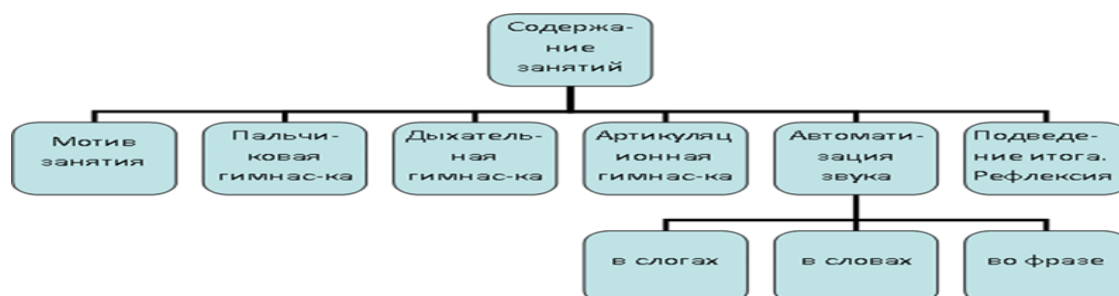 Содержа-
ние
занятий
Мотив
занятия
Пальчи-
ковая
гимнас-ка
Дыхатель-
ная
гимнас-ка
Артикуляц
ионная
гимнас-ка
Автомати-
зация
звука
Подведе-
ние итога.
Рефлексия
в слогах
в словах
во фразе